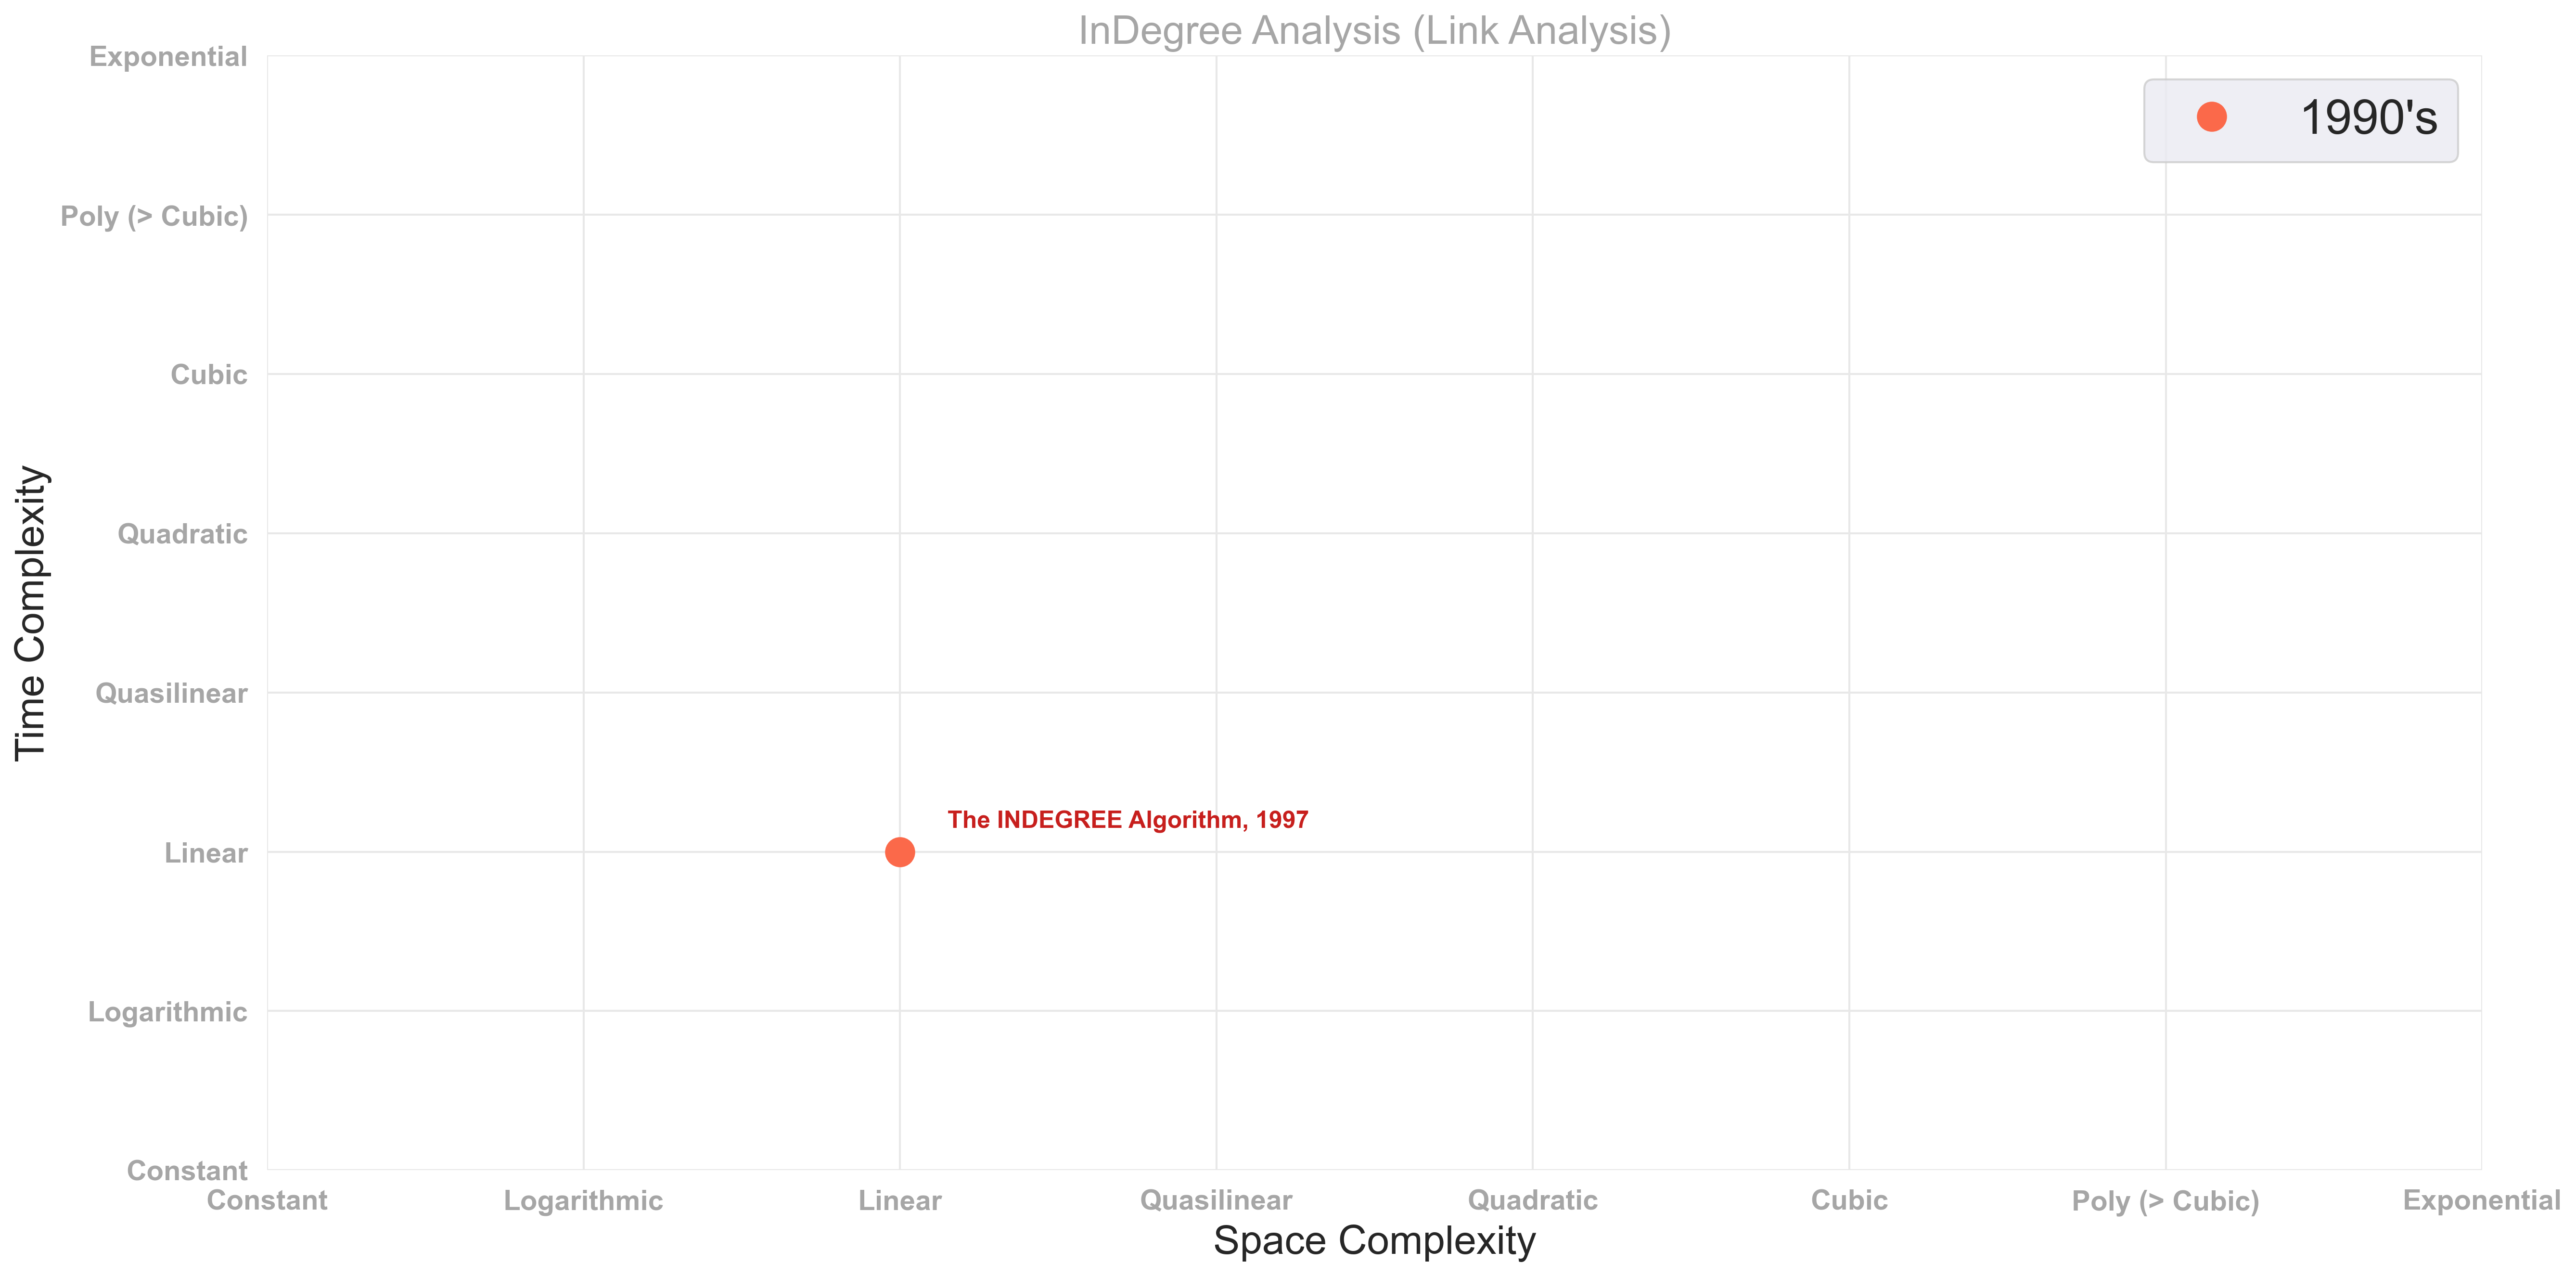 InDegree Analysis (Link Analysis)
1990's
Time Complexity
Exponential
Poly (> Cubic)
Cubic
Quadratic
Quasilinear
Linear
Logarithmic
Constant
The INDEGREE Algorithm, 1997
Constant
Logarithmic
Linear
Quasilinear
Quadratic
Cubic
Poly (> Cubic)
Exponential
Space Complexity